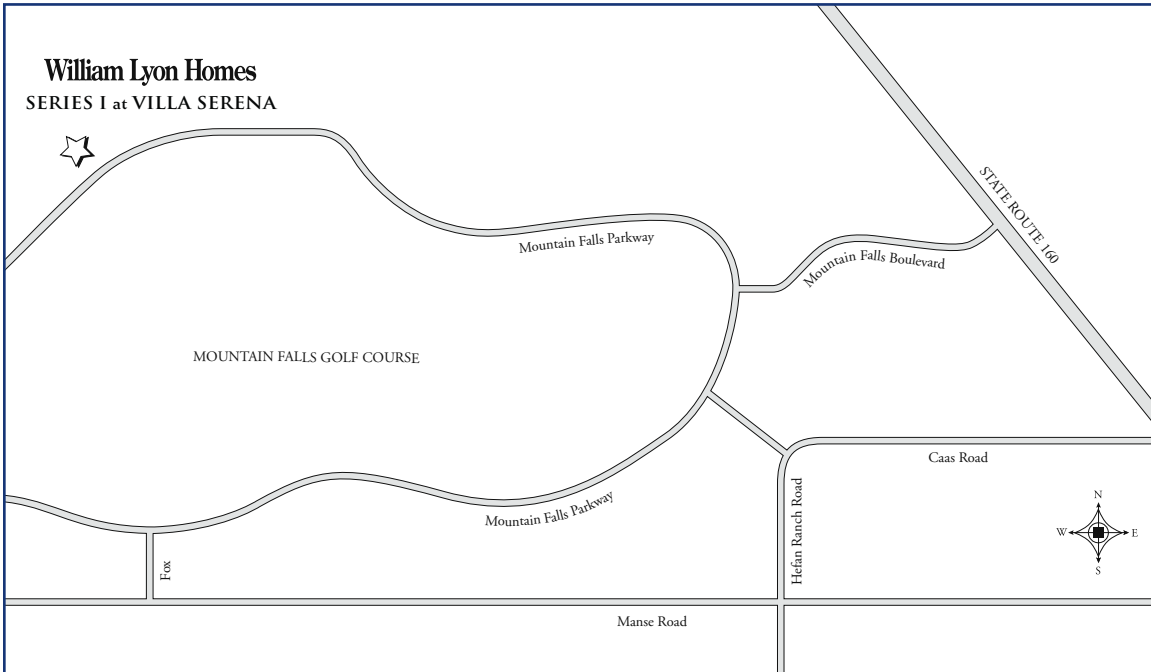 William Lyon Homes
SERIES I at VILLA SERENA
STATE ROUTE 160
Mountain Falls Parkway
Mountain Falls Boulevard
MOUNTAIN FALLS GOLF COURSE
Caas Road
Hefan Ranch Road
Mountain Falls Parkway
N
W
E
S
Fox
Manse Road